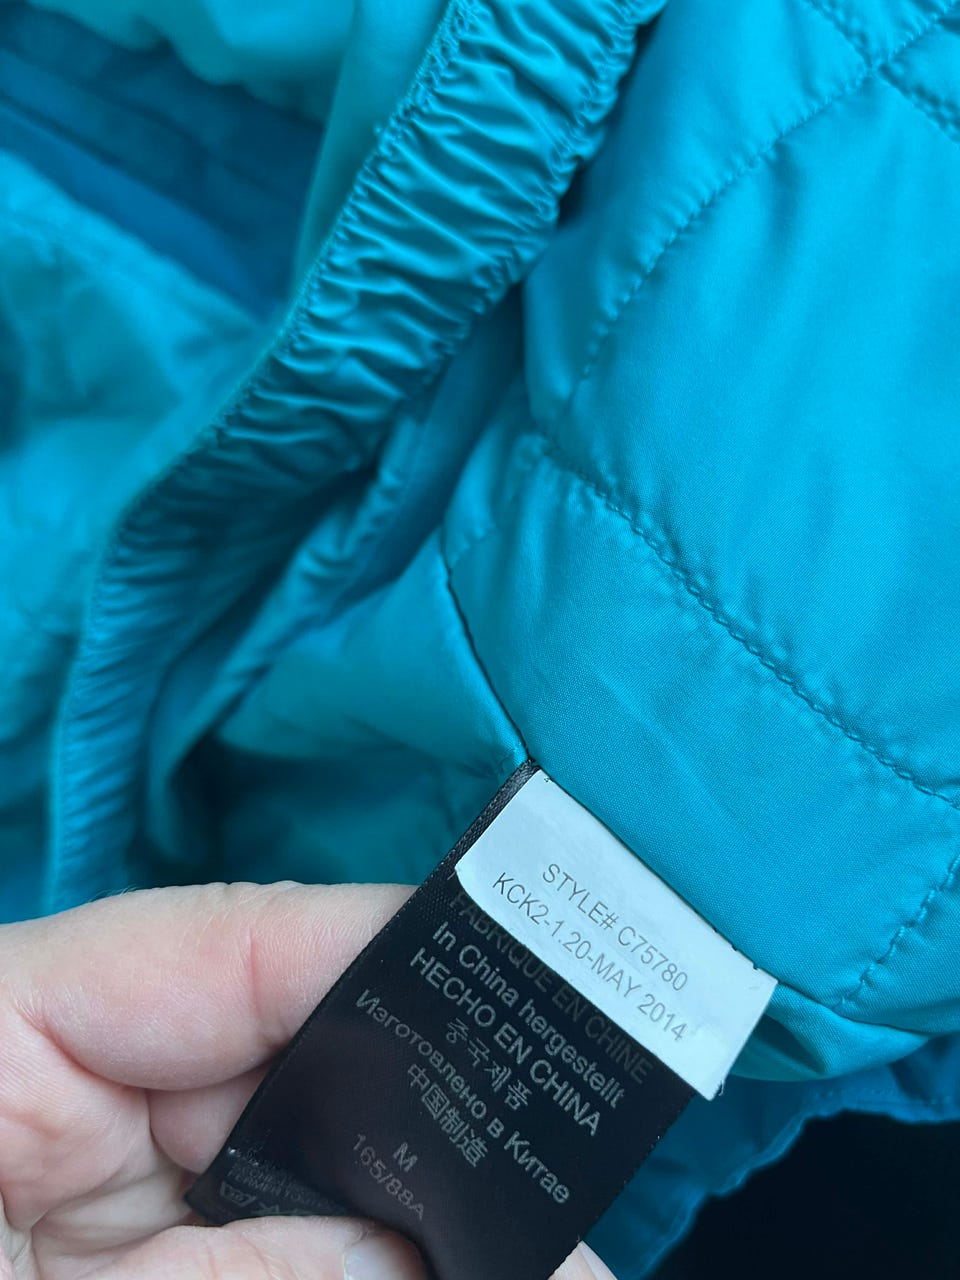 STYLE# C75780
KCK2-1.20-MAY 2014
FABRIQUE EN CHINE
In China hergestellt
HECHO EN CHINA
중국제품
Изготовлено в Китае
中国制造
M
165/88A